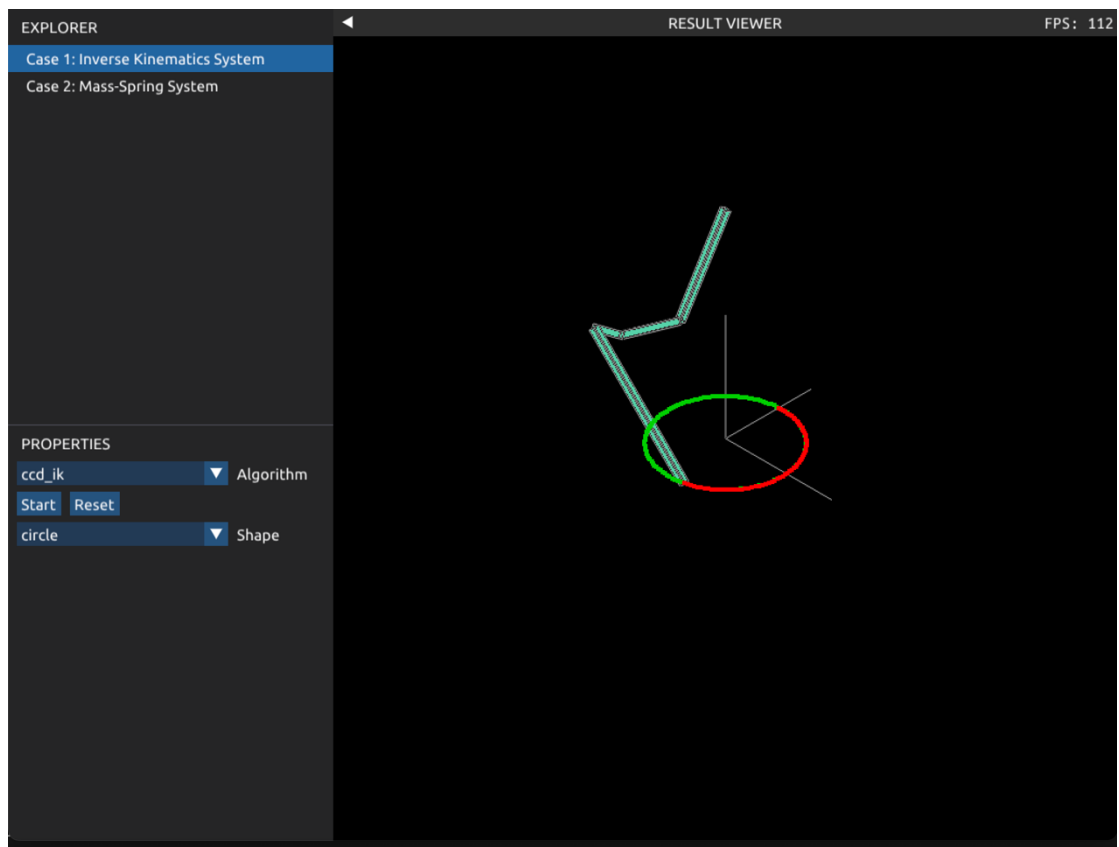 EXPLORER
Case 1: Inverse Kinematics System
Case 2: Mass-Spring System
PROPERTIES
ccd_ik Algorithm
Start Reset
circle Shape
RESULT VIEWER FPS: 112